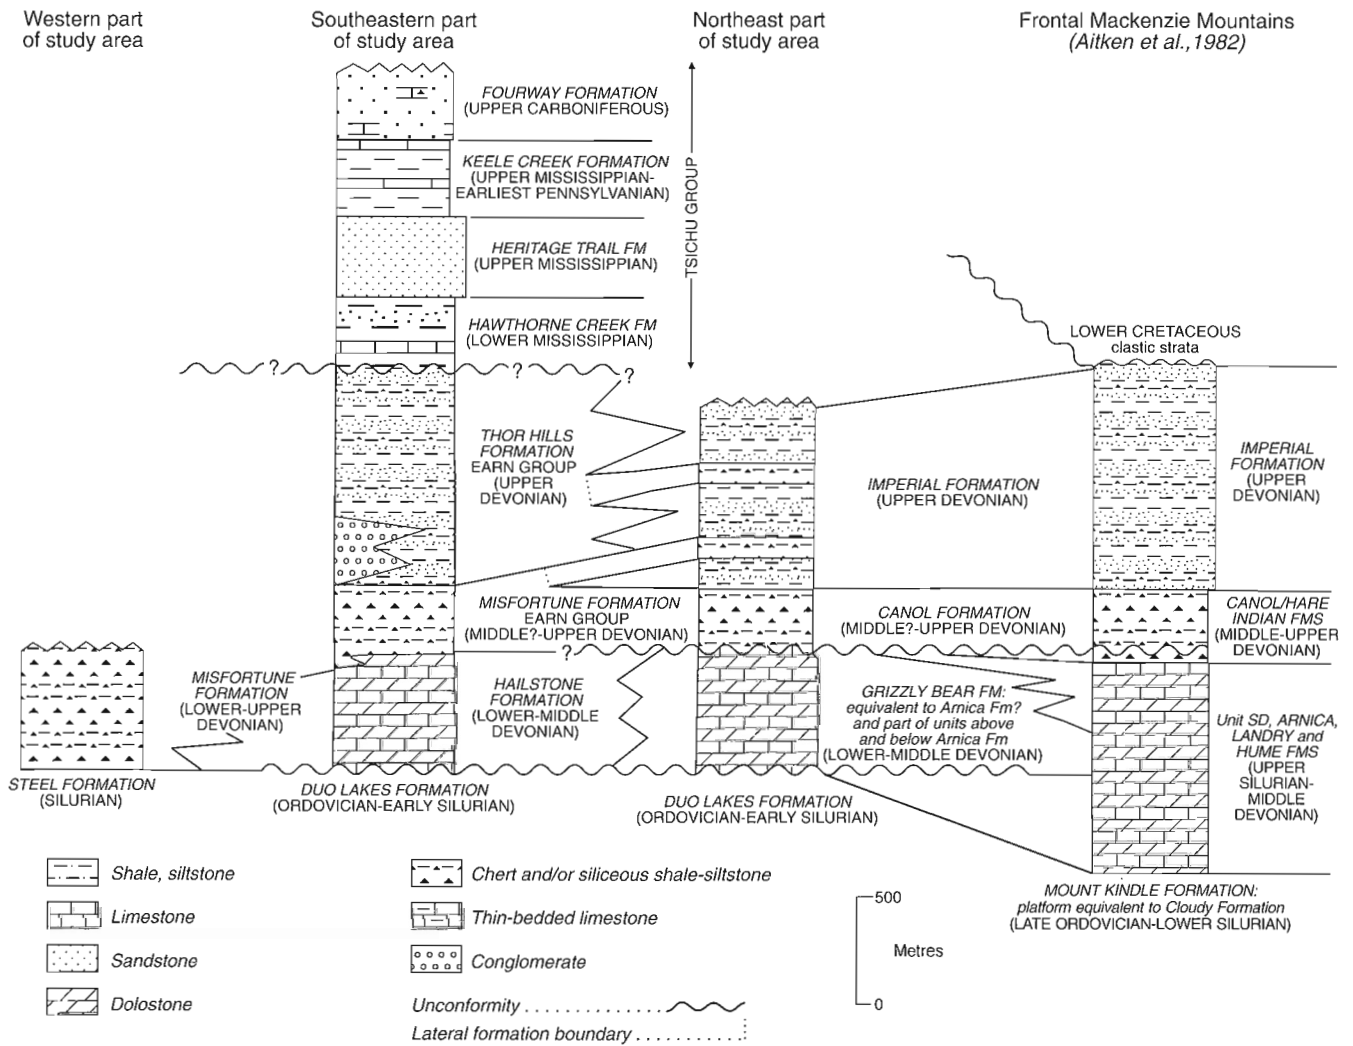 Western part
of study area
Southeastern part
of study area
Northeast part
of study area
Frontal Mackenzie Mountains
(Aitken et al.,1982)
FOURWAY FORMATION
(UPPER CARBONIFEROUS)
KEELE CREEK FORMATION
(UPPER MISSISSIPPIAN-
EARLIEST PENNSYLVANIAN)
HERITAGE TRAIL FM
(UPPER MISSISSIPPIAN)
HAWTHORNE CREEK FM
(LOWER MISSISSIPPIAN)
TSICHU GROUP
LOWER CRETACEOUS
clastic strata
?
?
?
THOR HILLS
FORMATION
EARN GROUP
(UPPER
DEVONIAN)
IMPERIAL FORMATION
(UPPER DEVONIAN)
IMPERIAL
FORMATION
(UPPER
DEVONIAN)
MISFORTUNE FORMATION
EARN GROUP
(MIDDLE?-UPPER DEVONIAN)
CANOL FORMATION
(MIDDLE?-UPPER DEVONIAN)
CANOL/HARE
INDIAN FMS
(MIDDLE-UPPER
DEVONIAN)
?
MISFORTUNE
FORMATION
(LOWER-UPPER
DEVONIAN)
HAILSTONE
FORMATION
(LOWER-MIDDLE
DEVONIAN)
GRIZZLY BEAR FM:
equivalent to Arnica Fm?
and part of units above
and below Arnica Fm
(LOWER-MIDDLE DEVONIAN)
Unit SD, ARNICA,
LANDRY and
HUME FMS
(UPPER
SILURIAN-
MIDDLE
DEVONIAN)
STEEL FORMATION
(SILURIAN)
DUO LAKES FORMATION
(ORDOVICIAN-EARLY SILURIAN)
DUO LAKES FORMATION
(ORDOVICIAN-EARLY SILURIAN)
MOUNT KINDLE FORMATION:
platform equivalent to Cloudy Formation
(LATE ORDOVICIAN-LOWER SILURIAN)
Shale, siltstone
Limestone
Sandstone
Dolostone
Chert and/or siliceous shale-siltstone
Thin-bedded limestone
Conglomerate
Unconformity
Lateral formation boundary
500
Metres
0